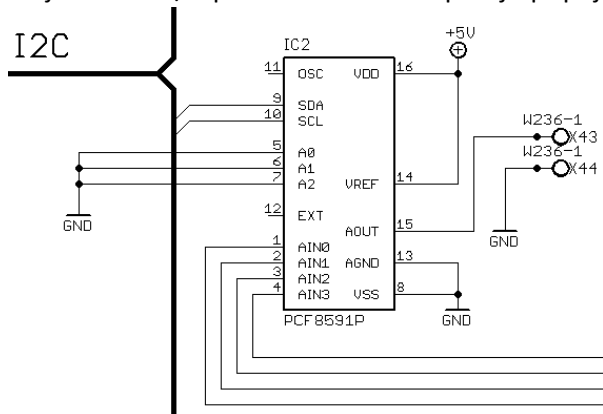 I2C
IC2
+5V
11 OSC VDD 16
9 SDA
10 SCL
5 A0
6 A1
7 A2 VREF 14
12 EXT
AOUT 15
1 AIN0
2 AIN1 AGND 13
3 AIN2
4 AIN3 VSS 8
PCF8591P
GND
GND
GND
W236-1
X43
W236-1
X44